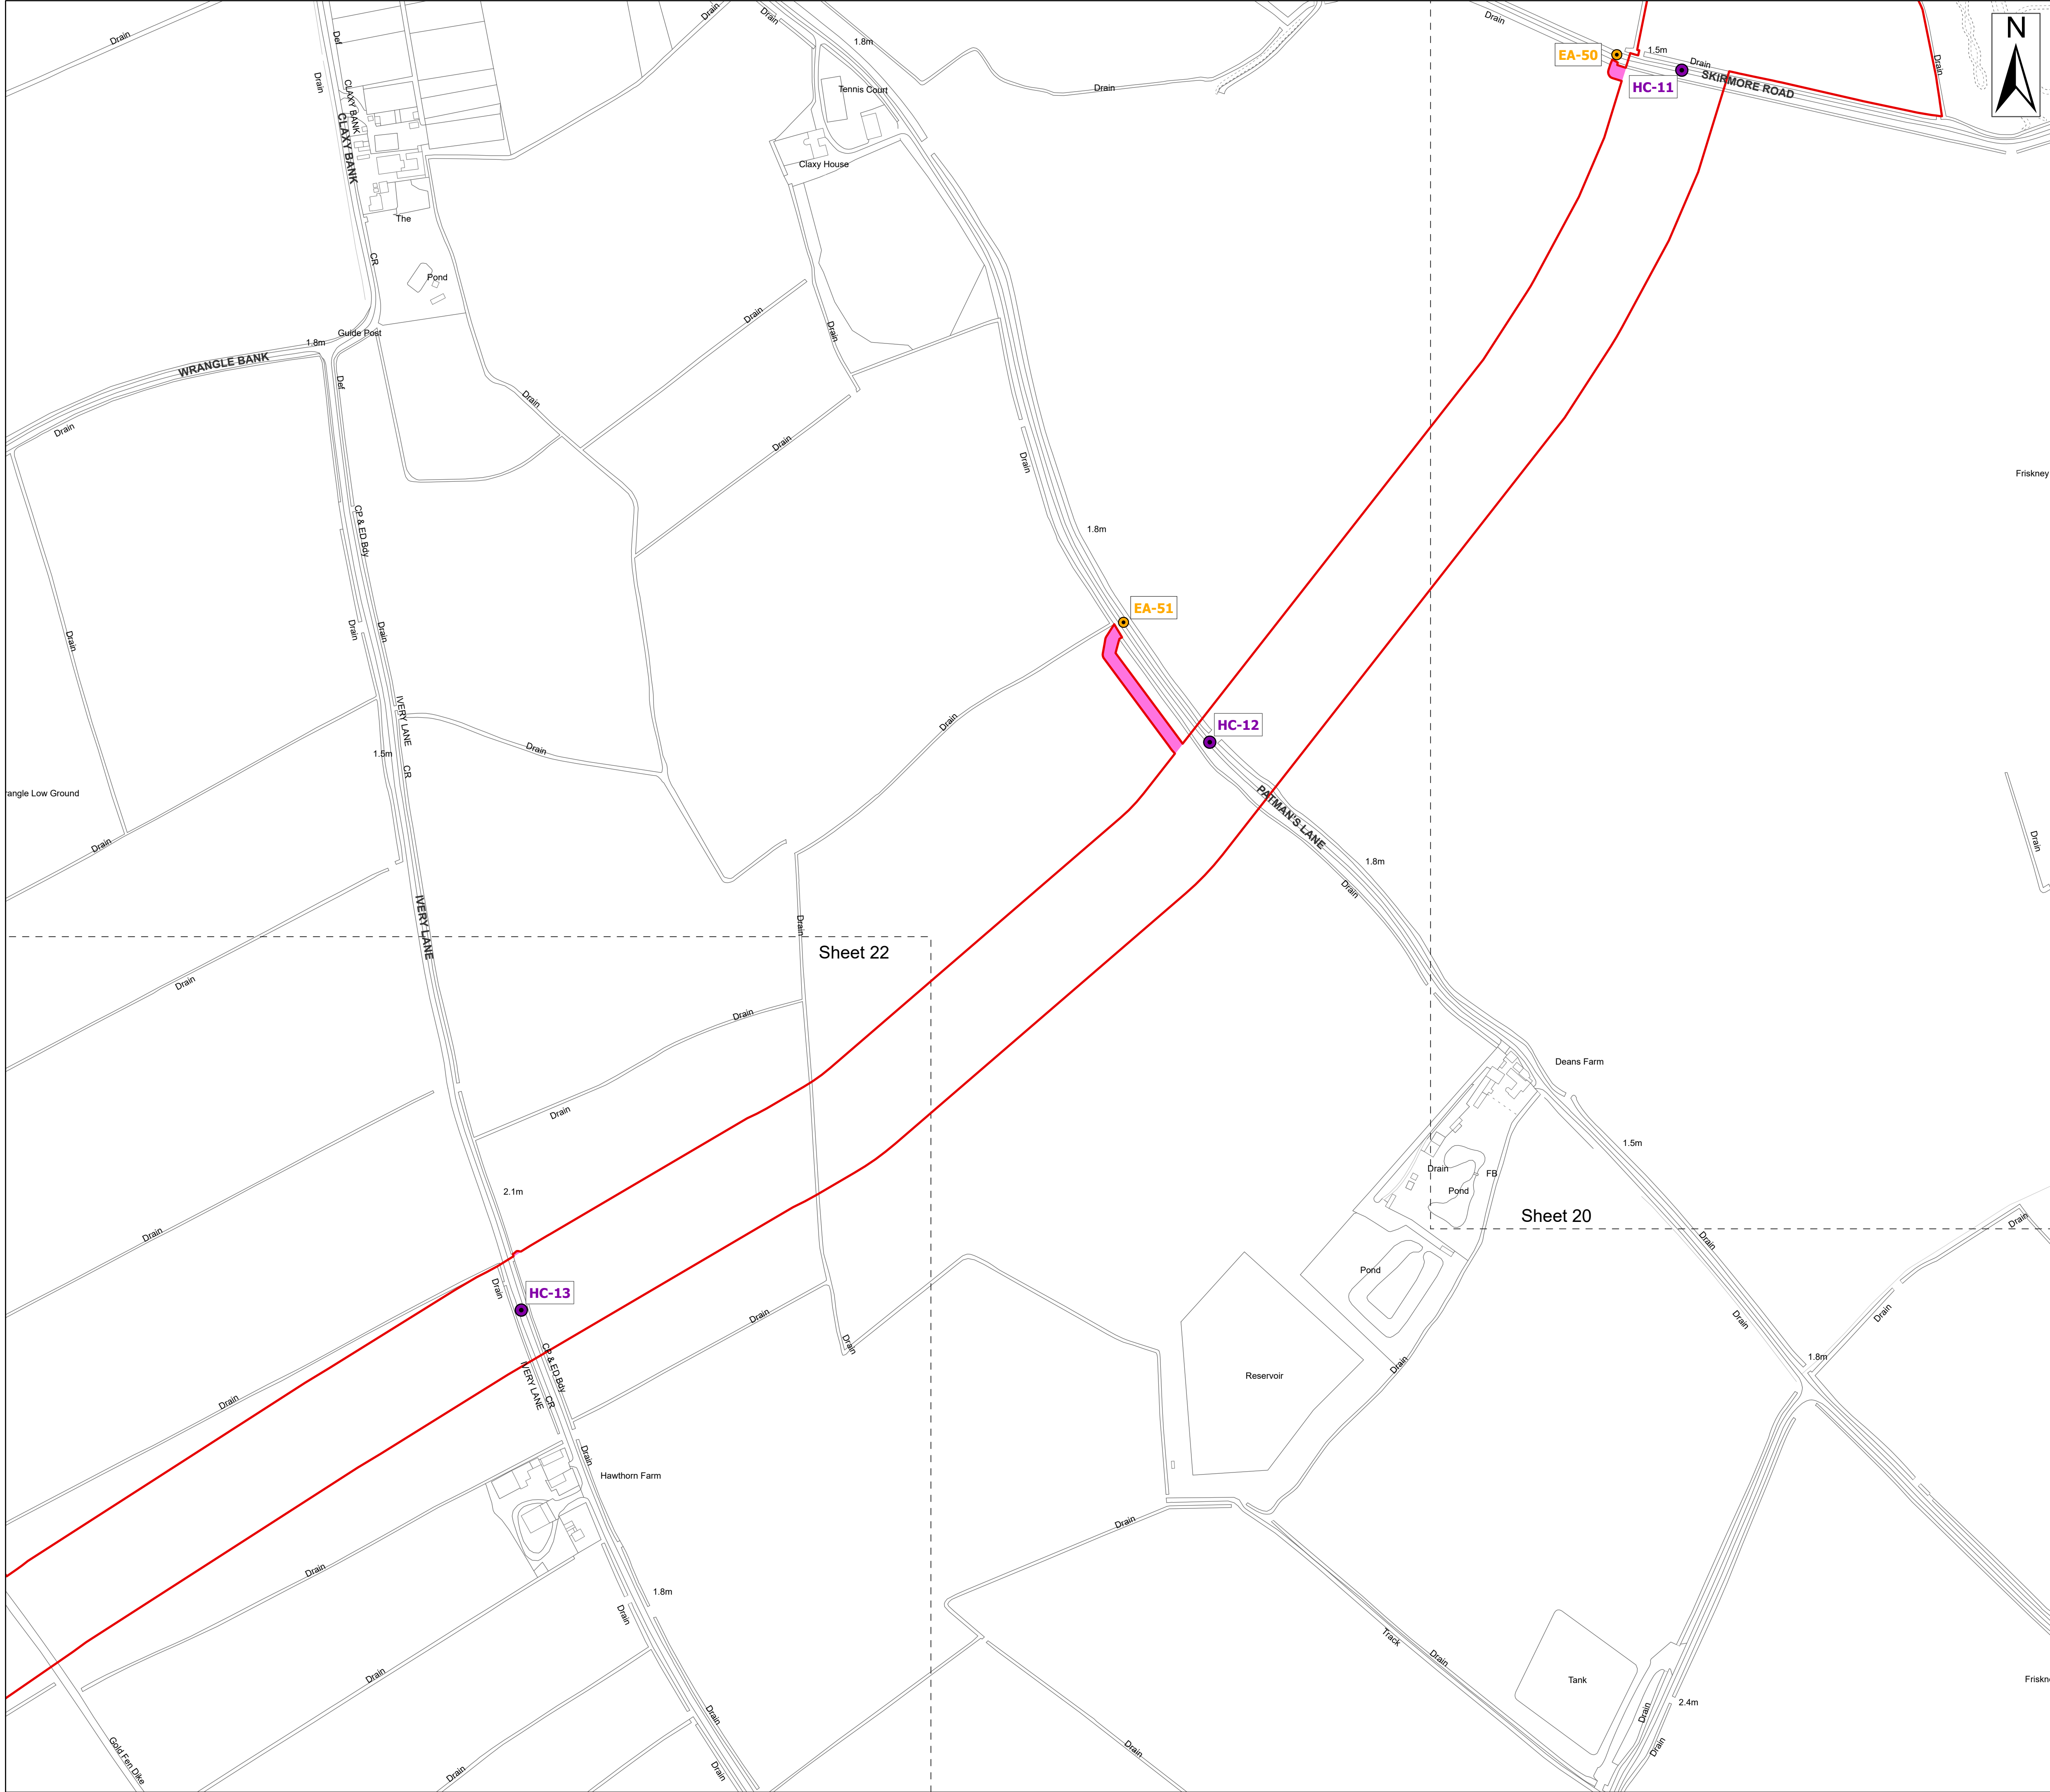 Drain
Def
Drain
Drain
1.8m
Drain
EA-50
1.5m
Drain
HC-11
SKIRMORE ROAD
Drain
N
Drain
CLAXY BANK
CLAXY BANK
Tennis Court
Drain
Claxy House
The
CR
Pond
Guide Post
1.8m
WRANGLE BANK
Drain
Drain
Def
Drain
Drain
Drain
Drain
Friskney
CP & ED Bdy
1.8m
EA-51
Drain
Drain
Drain
IVERY LANE
Drain
Drain
HC-12
1.5m
CR
rangle Low Ground
PATMAN'S LANE
Drain
Drain
1.8m
Drain
IVERY LANE
Drain
Sheet 22
Drain
Drain
Deans Farm
Drain
1.5m
Drain
FB
2.1m
Pond
Sheet 20
Drain
Drain
Drain
Pond
Drain
HC-13
Drain
Drain
Drain
Drain
CP & ED Bdy
1.8m
Drain
IVERY LANE
CR
Reservoir
Drain
Drain
Hawthorn Farm
Drain
Drain
1.8m
Drain
Track
Drain
Drain
Tank
Friskn
2.4m
Drain
Drain
Gold Fen Dike
Drain
Drain
Drain
Drain